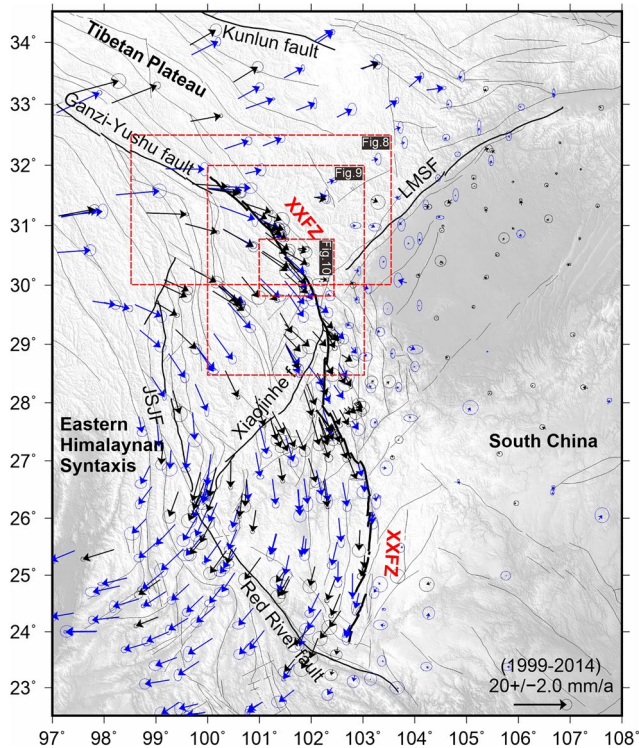 34°
33°
32°
31°
30°
29°
28°
27°
26°
25°
24°
23°
Kunlun fault
Tibetan Plateau
Ganzi-Yushu fault
Fig.8
Fig.9
LMSF
XXFZ
Fig.10
JSJF
Xiaojinhe f.
Eastern
Himalaynan
Syntaxis
South China
XXFZ
Red River fault
(1999-2014)
20+/−2.0 mm/a
97° 98° 99° 100° 101° 102° 103° 104° 105° 106° 107° 108°